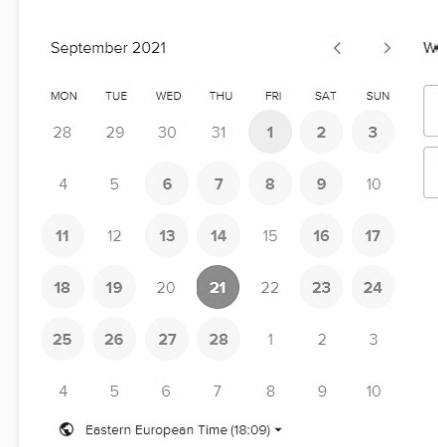 September 2021
MON TUE WED THU FRI SAT SUN
28 29 30 31 1 2 3
4 5 6 7 8 9 10
11 12 13 14 15 16 17
18 19 20 21 22 23 24
25 26 27 28 1 2 3
4 5 6 7 8 9 10
Eastern European Time (18:09)